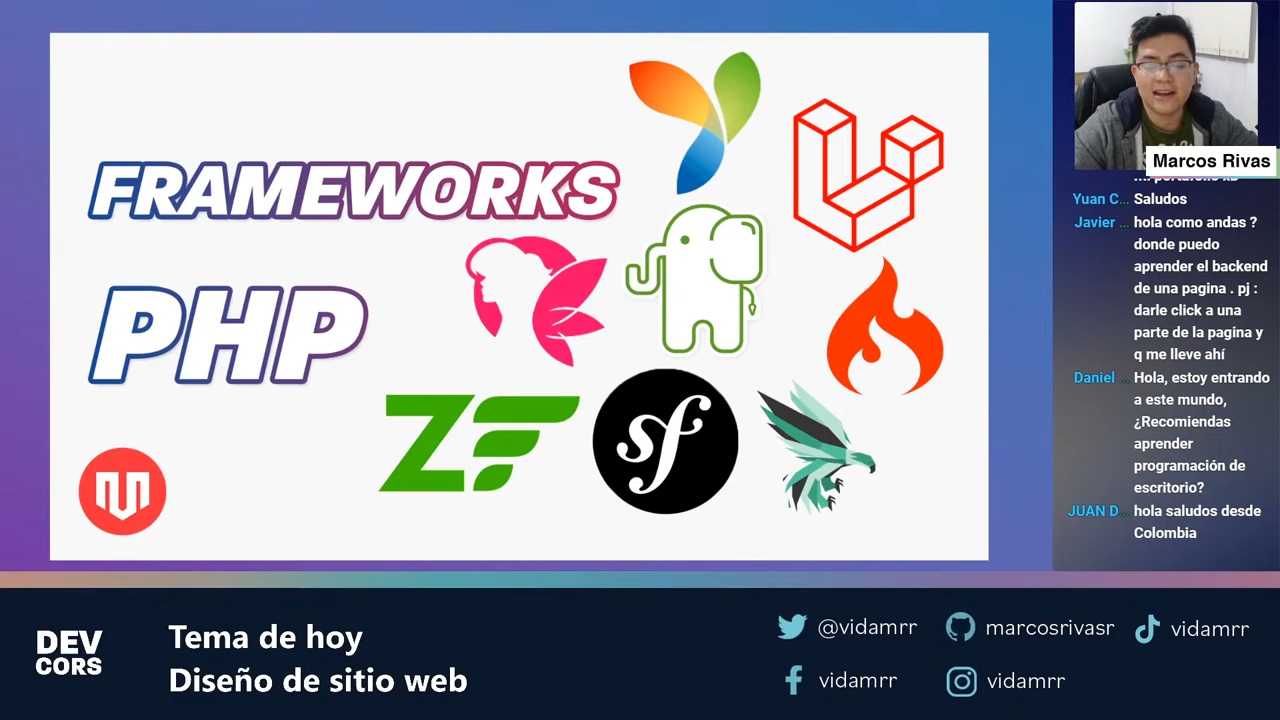 FRAMEWORKS
PHP
ZF
sf
Marcos Rivas
Yuan C... Saludos
Javier ... hola como andas ?
donde puedo
aprender el backend
de una pagina . pj :
darle click a una
parte de la pagina y
q me lleve ahí
Daniel ... Hola, estoy entrando
a este mundo,
¿Recomiendas
aprender
programación de
escritorio?
JUAN D... hola saludos desde
Colombia
DEV
CORS
Tema de hoy
Diseño de sitio web
@vidamrr
marcosrivasr
vidamrr
vidamrr
vidamrr